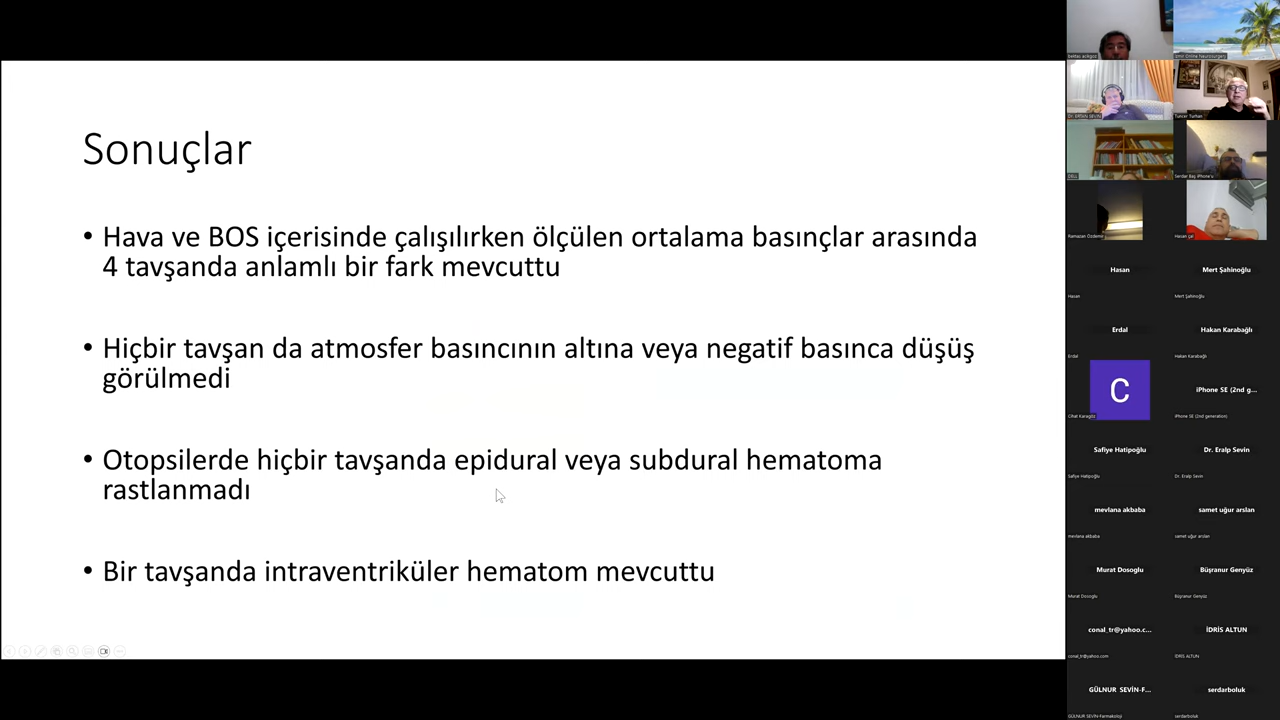 Sonuçlar
• Hava ve BOS içerisinde çalışılırken ölçülen ortalama basınçlar arasında
4 tavşanda anlamlı bir fark mevcuttu
• Hiçbir tavşan da atmosfer basıncının altına veya negatif basınca düşüş
görülmedi
• Otopsilerde hiçbir tavşanda epidural veya subdural hematoma
rastlanmadı
• Bir tavşanda intraventriküler hematom mevcuttu
Dr. ERSAN SEVİN
Tuncer Turhan
DELL
Serdar Baş iPhone'u
Ramazan Özdemir
Hasan çal
Hasan
Hasan
Mert Şahinoğlu
Mert Şahinoğlu
Erdal
Erdal
Hakan Karabağlı
Hakan Karabağlı
C
Cihat Karagöz
iPhone SE (2nd g...
iPhone SE (2nd generation)
Safiye Hatipoğlu
Safiye Hatipoğlu
Dr. Eralp Sevin
Dr. Eralp Sevin
mevlana akbaba
mevlana akbaba
samet uğur arslan
samet uğur arslan
Murat Dosoglu
Murat Dosoglu
Büşranur Genyüz
Büşranur Genyüz
conal_tr@yahoo.c...
conal_tr@yahoo.com
İDRİS ALTUN
İDRİS ALTUN
GÜLNUR SEVİN-F...
GÜLNUR SEVİN-Farmakoloji
serdarboluk
serdarboluk